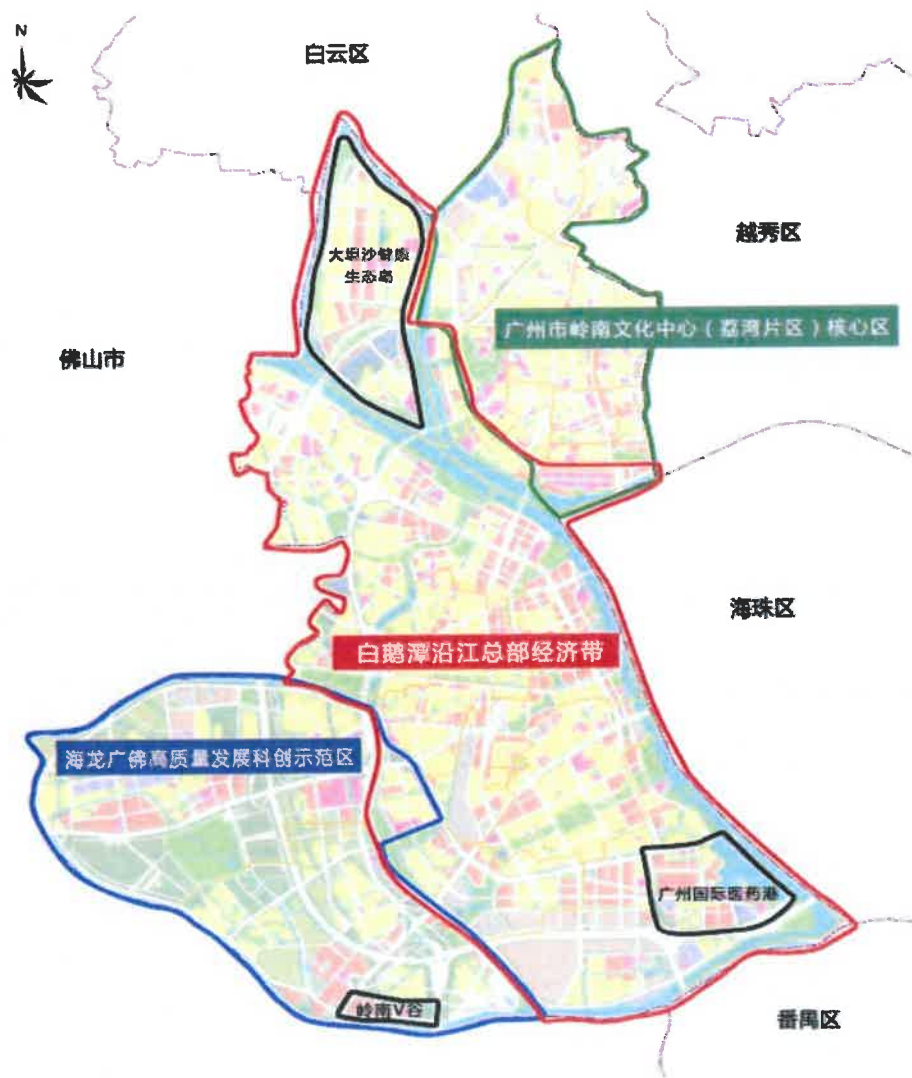 N
白云区
越秀区
大坦沙健康
生态岛
广州市岭南文化中心（荔湾片区）核心区
佛山市
海珠区
白鹅潭沿江总部经济带
海龙广佛高质量发展科创示范区
广州国际医药港
岭南V谷
番禺区